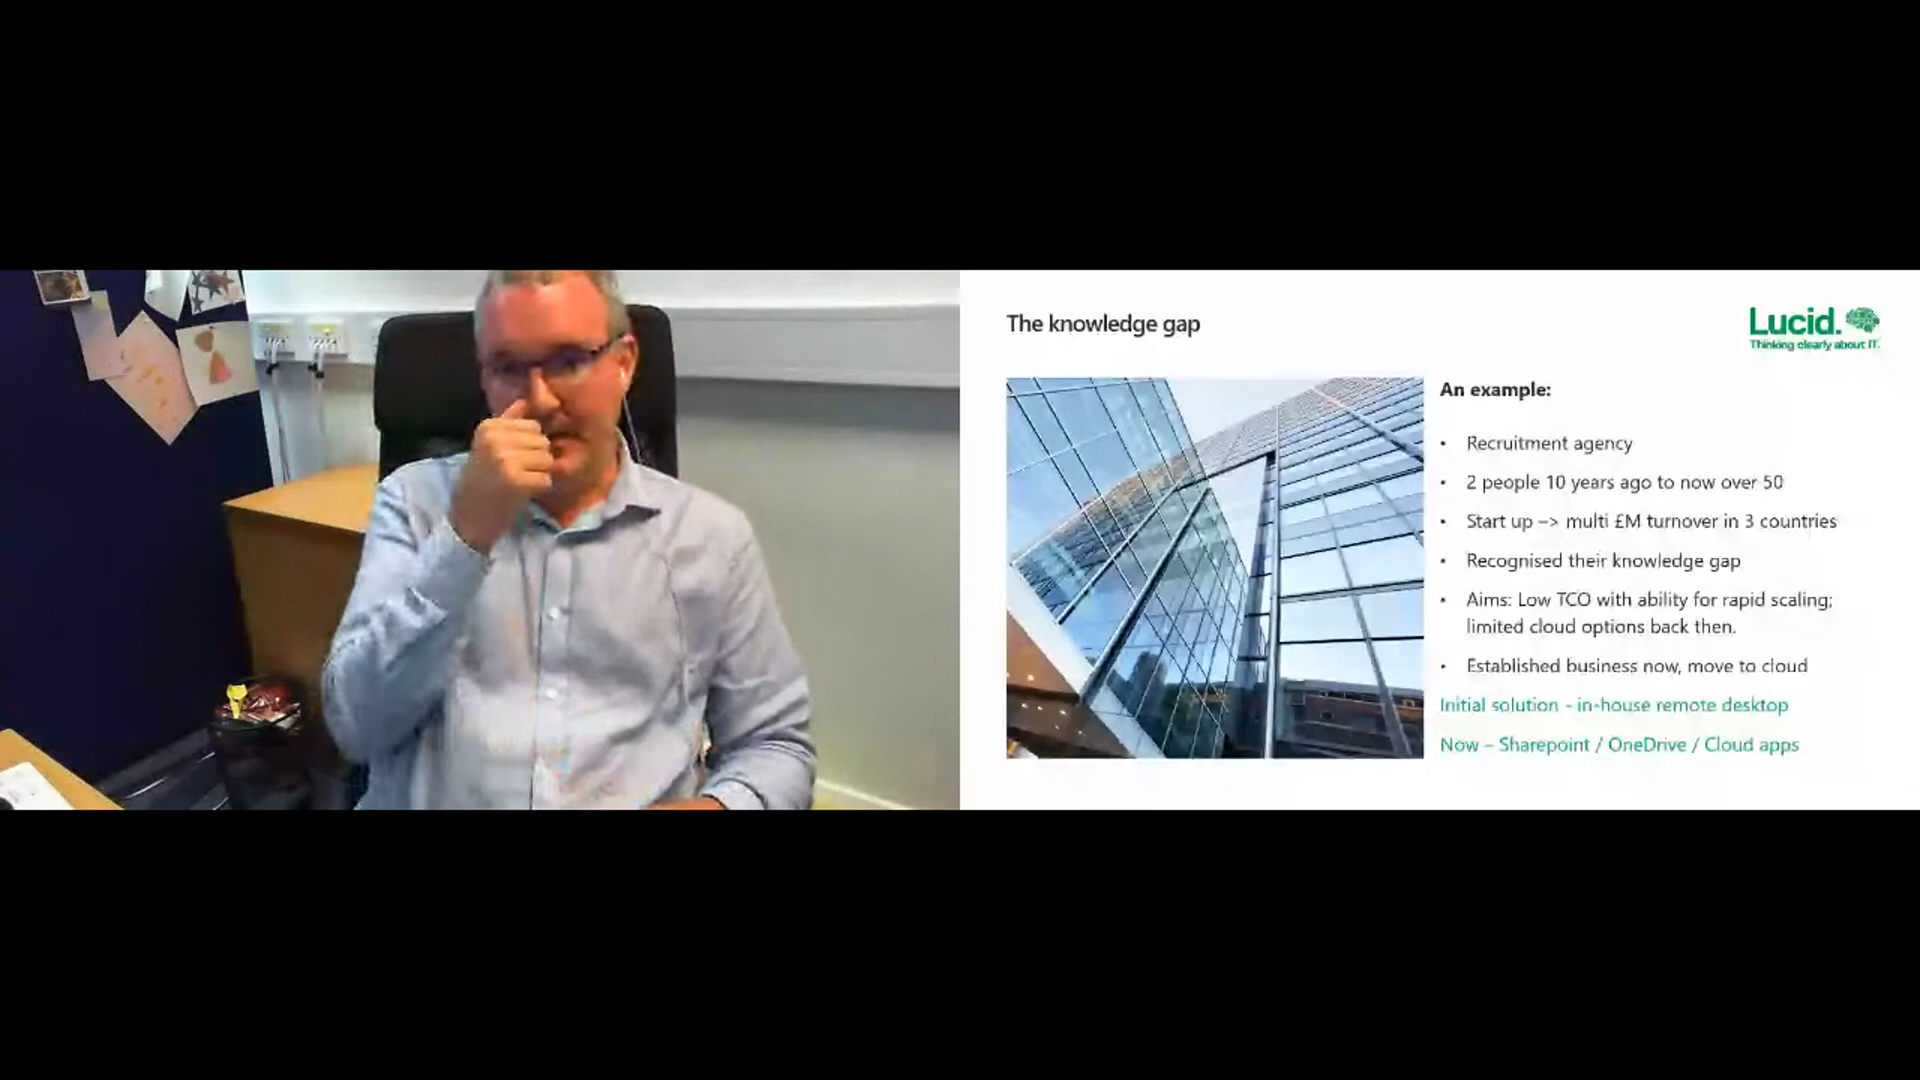 The knowledge gap
Lucid.
Thinking clearly about IT.
An example:
• Recruitment agency
• 2 people 10 years ago to now over 50
• Start up –> multi £M turnover in 3 countries
• Recognised their knowledge gap
• Aims: Low TCO with ability for rapid scaling;
limited cloud options back then.
• Established business now, move to cloud
Initial solution - in-house remote desktop
Now – Sharepoint / OneDrive / Cloud apps